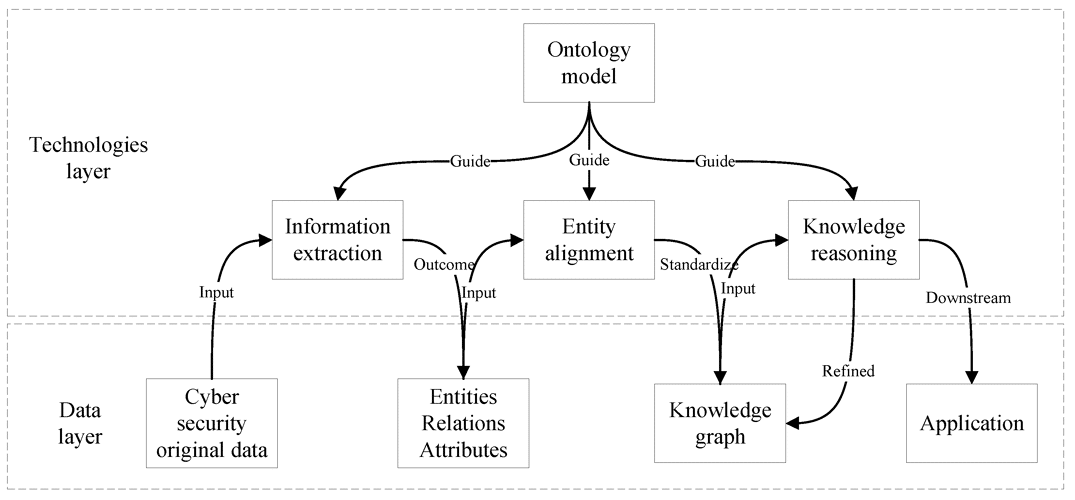 Ontology
model
Technologies
layer
Guide
Guide
Guide
Information
extraction
Entity
alignment
Knowledge
reasoning
Outcome
Standardize
Input
Input
Input
Downstream
Refined
Data
layer
Cyber
security
original data
Entities
Relations
Attributes
Knowledge
graph
Application